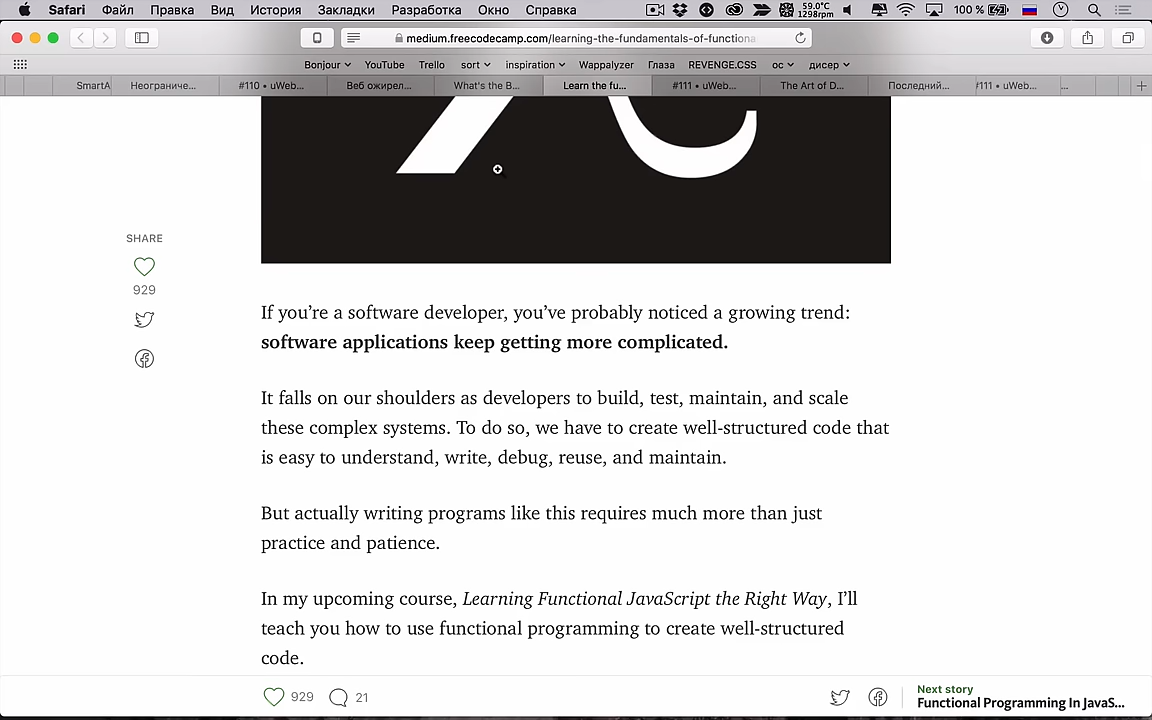 Safari Файл Правка Вид История Закладки Разработка Окно Справка 59.0°C 1298rpm 100 %
medium.freecodecamp.com/learning-the-fundamentals-of-functiona
Bonjour YouTube Trello sort inspiration Wappalyzer Глаза REVENGE.CSS ос дисер
SmartA Неограниче... #110 • uWeb... Веб ожирел... What's the B... Learn the fu... #111 • uWeb... The Art of D... Последний... #111 • uWeb... ...
SHARE
929
If you’re a software developer, you’ve probably noticed a growing trend:
software applications keep getting more complicated.
It falls on our shoulders as developers to build, test, maintain, and scale
these complex systems. To do so, we have to create well-structured code that
is easy to understand, write, debug, reuse, and maintain.
But actually writing programs like this requires much more than just
practice and patience.
In my upcoming course, Learning Functional JavaScript the Right Way, I’ll
teach you how to use functional programming to create well-structured
code.
929 21
Next story
Functional Programming In JavaS...